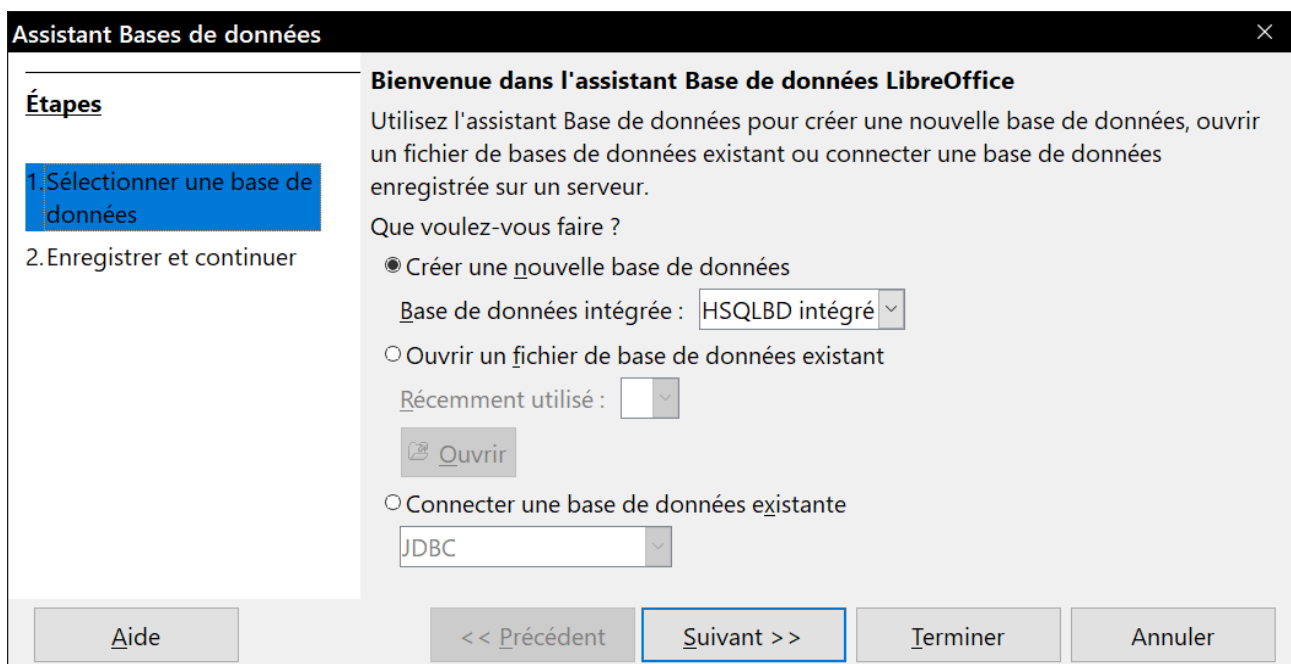 Assistant Bases de données
Étapes
1. Sélectionner une base de
données
2. Enregistrer et continuer
Bienvenue dans l'assistant Base de données LibreOffice
Utilisez l'assistant Base de données pour créer une nouvelle base de données, ouvrir
un fichier de bases de données existant ou connecter une base de données
enregistrée sur un serveur.
Que voulez-vous faire ?
Créer une nouvelle base de données
Base de données intégrée : HSQLBD intégré
Ouvrir un fichier de base de données existant
Récemment utilisé :
Ouvrir
Connecter une base de données existante
JDBC
Aide
<< Précédent
Suivant >>
Terminer
Annuler